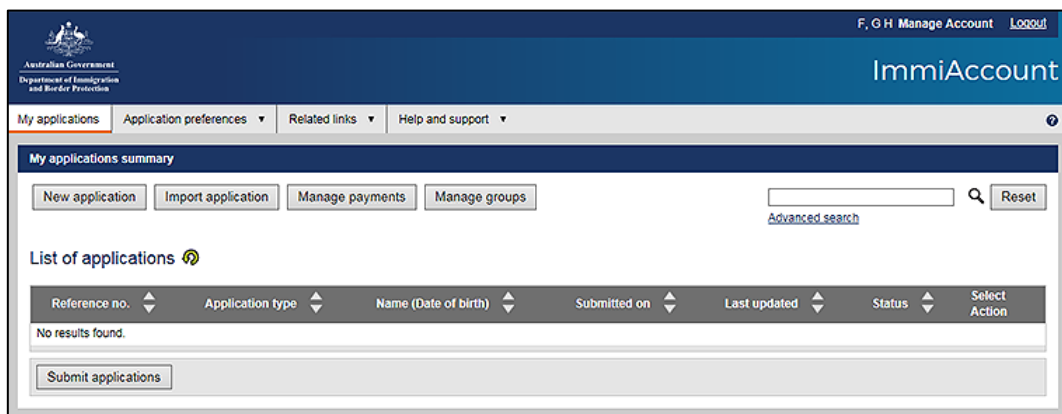 F, G H Manage Account Logout
Australian Government
Department of Immigration
and Border Protection
ImmiAccount
My applications Application preferences ▼ Related links ▼ Help and support ▼ ?
My applications summary
New application Import application Manage payments Manage groups Reset
Advanced search
List of applications
Reference no. Application type Name (Date of birth) Submitted on Last updated Status Select Action
No results found.
Submit applications